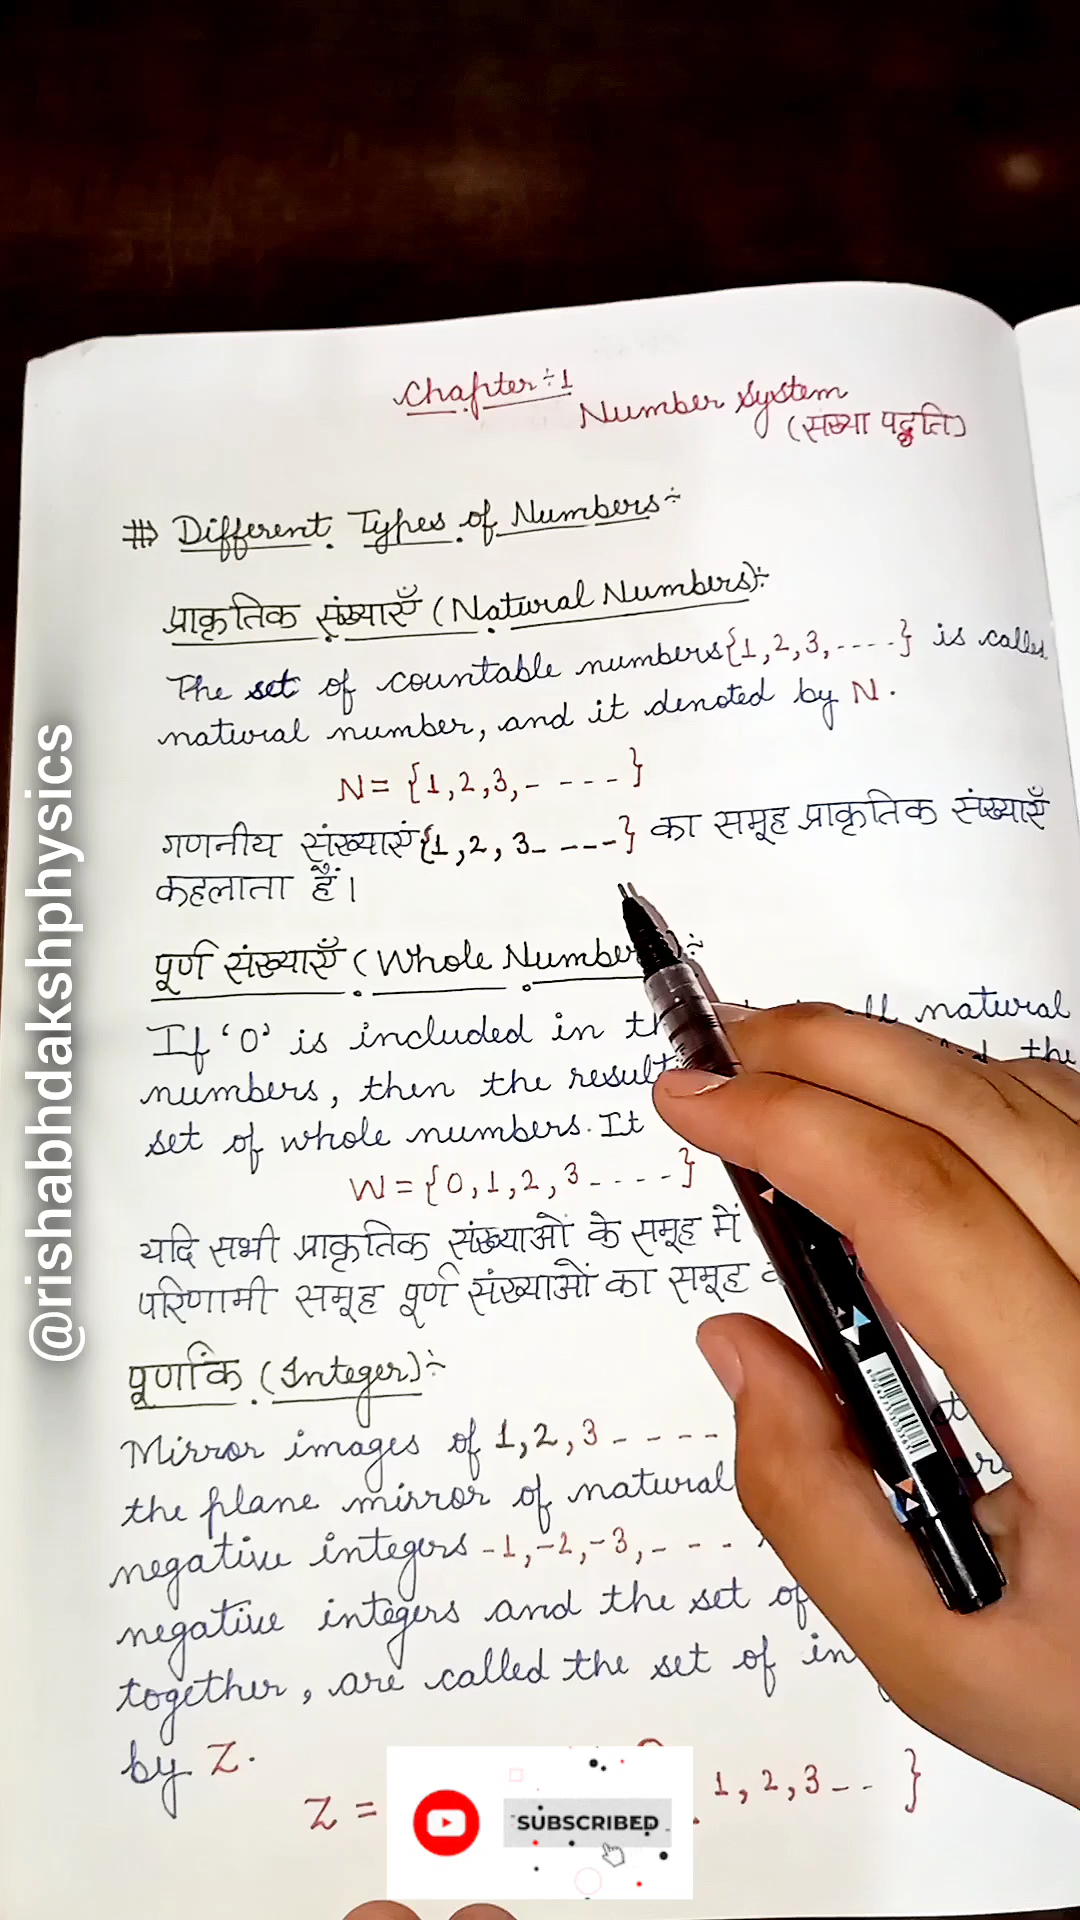 Chapter÷1
Number System
(संख्या पद्धति)
Different Types of Numbers÷
प्राकृतिक संख्याएँ (Natural Numbers)÷
The set of countable numbers{1,2,3,-----} is called
natural number, and it denoted by N.
N= {1,2,3,- ----}
गणनीय संख्याएं{1,2,3- ----} का समूह प्राकृतिक संख्याएँ
कहलाता हैं।
पूर्ण संख्याएँ (Whole Number
If ‘0’ is included in natural
numbers, then the the
set of whole numbers. It
W={0,1,2,3-----}
यदि सभी प्राकृतिक संख्याओं के समूह में
परिणामी समूह पूर्ण संख्याओं का समूह
पूर्णांक (Integer)÷
Mirror images of 1,2,3 ----
the plane mirror of natural
negative integers -1,-2,-3,- - -
negative integers and the set of
together, are called the set of
by Z.
Z = 1, 2, 3 -- }
@rishabhdakshphysics
SUBSCRIBED